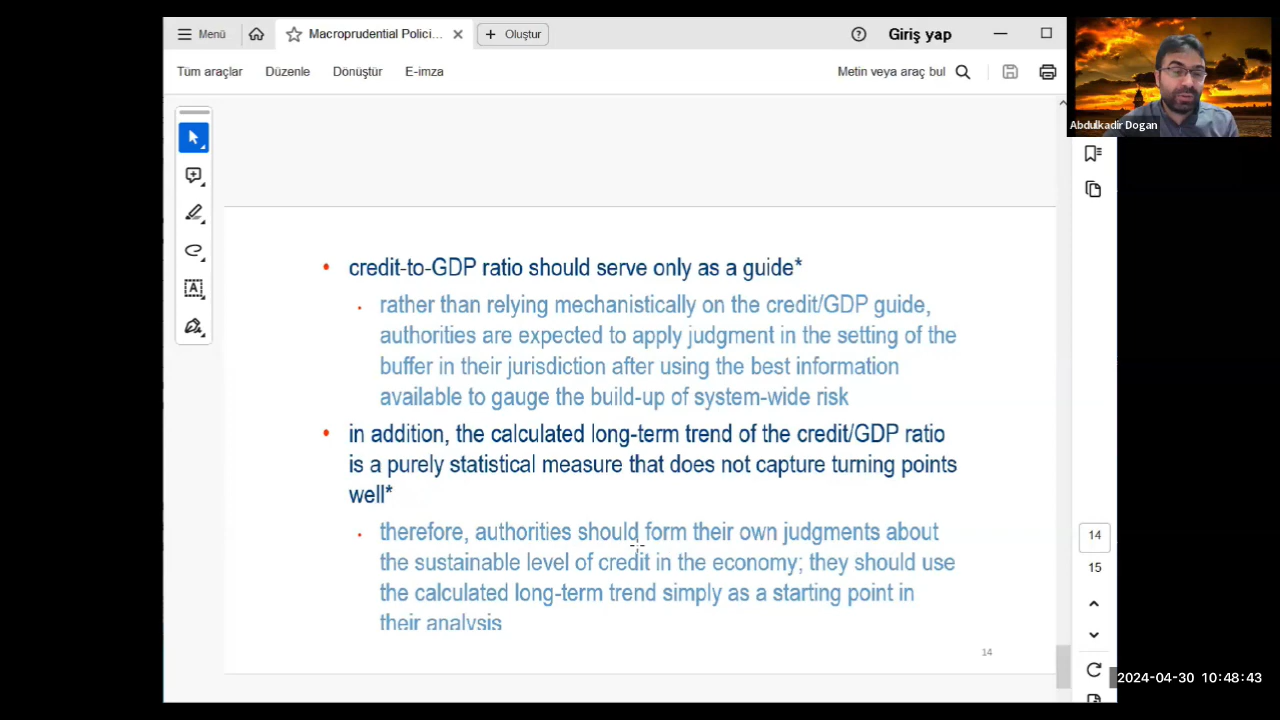 Menü
Macroprudential Polici...
Oluştur
Giriş yap
Tüm araçlar
Düzenle
Dönüştür
E-imza
Metin veya araç bul
Abdulkadir Dogan
• credit-to-GDP ratio should serve only as a guide*
• rather than relying mechanistically on the credit/GDP guide,
authorities are expected to apply judgment in the setting of the
buffer in their jurisdiction after using the best information
available to gauge the build-up of system-wide risk
• in addition, the calculated long-term trend of the credit/GDP ratio
is a purely statistical measure that does not capture turning points
well*
• therefore, authorities should form their own judgments about
the sustainable level of credit in the economy; they should use
the calculated long-term trend simply as a starting point in
their analysis
14
14
15
2024-04-30 10:48:43